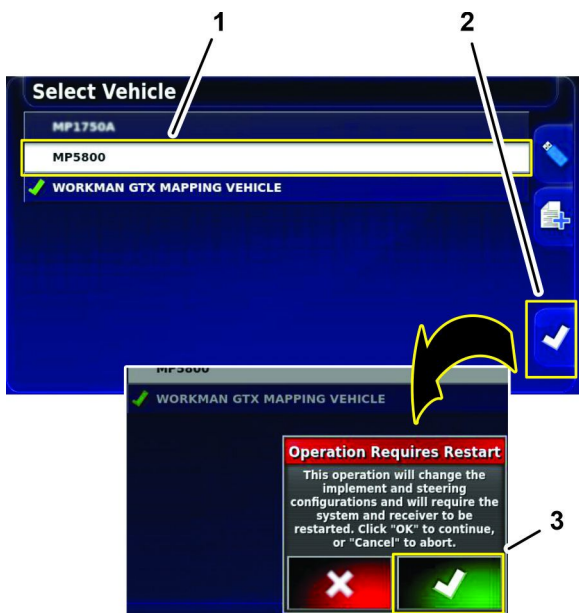 1
2
Select Vehicle
MP1750A
MP5800
WORKMAN GTX MAPPING VEHICLE
MP5800
WORKMAN GTX MAPPING VEHICLE
Operation Requires Restart
This operation will change the
implement and steering
configurations and will require the
system and receiver to be
restarted. Click "OK" to continue,
or "Cancel" to abort.
3